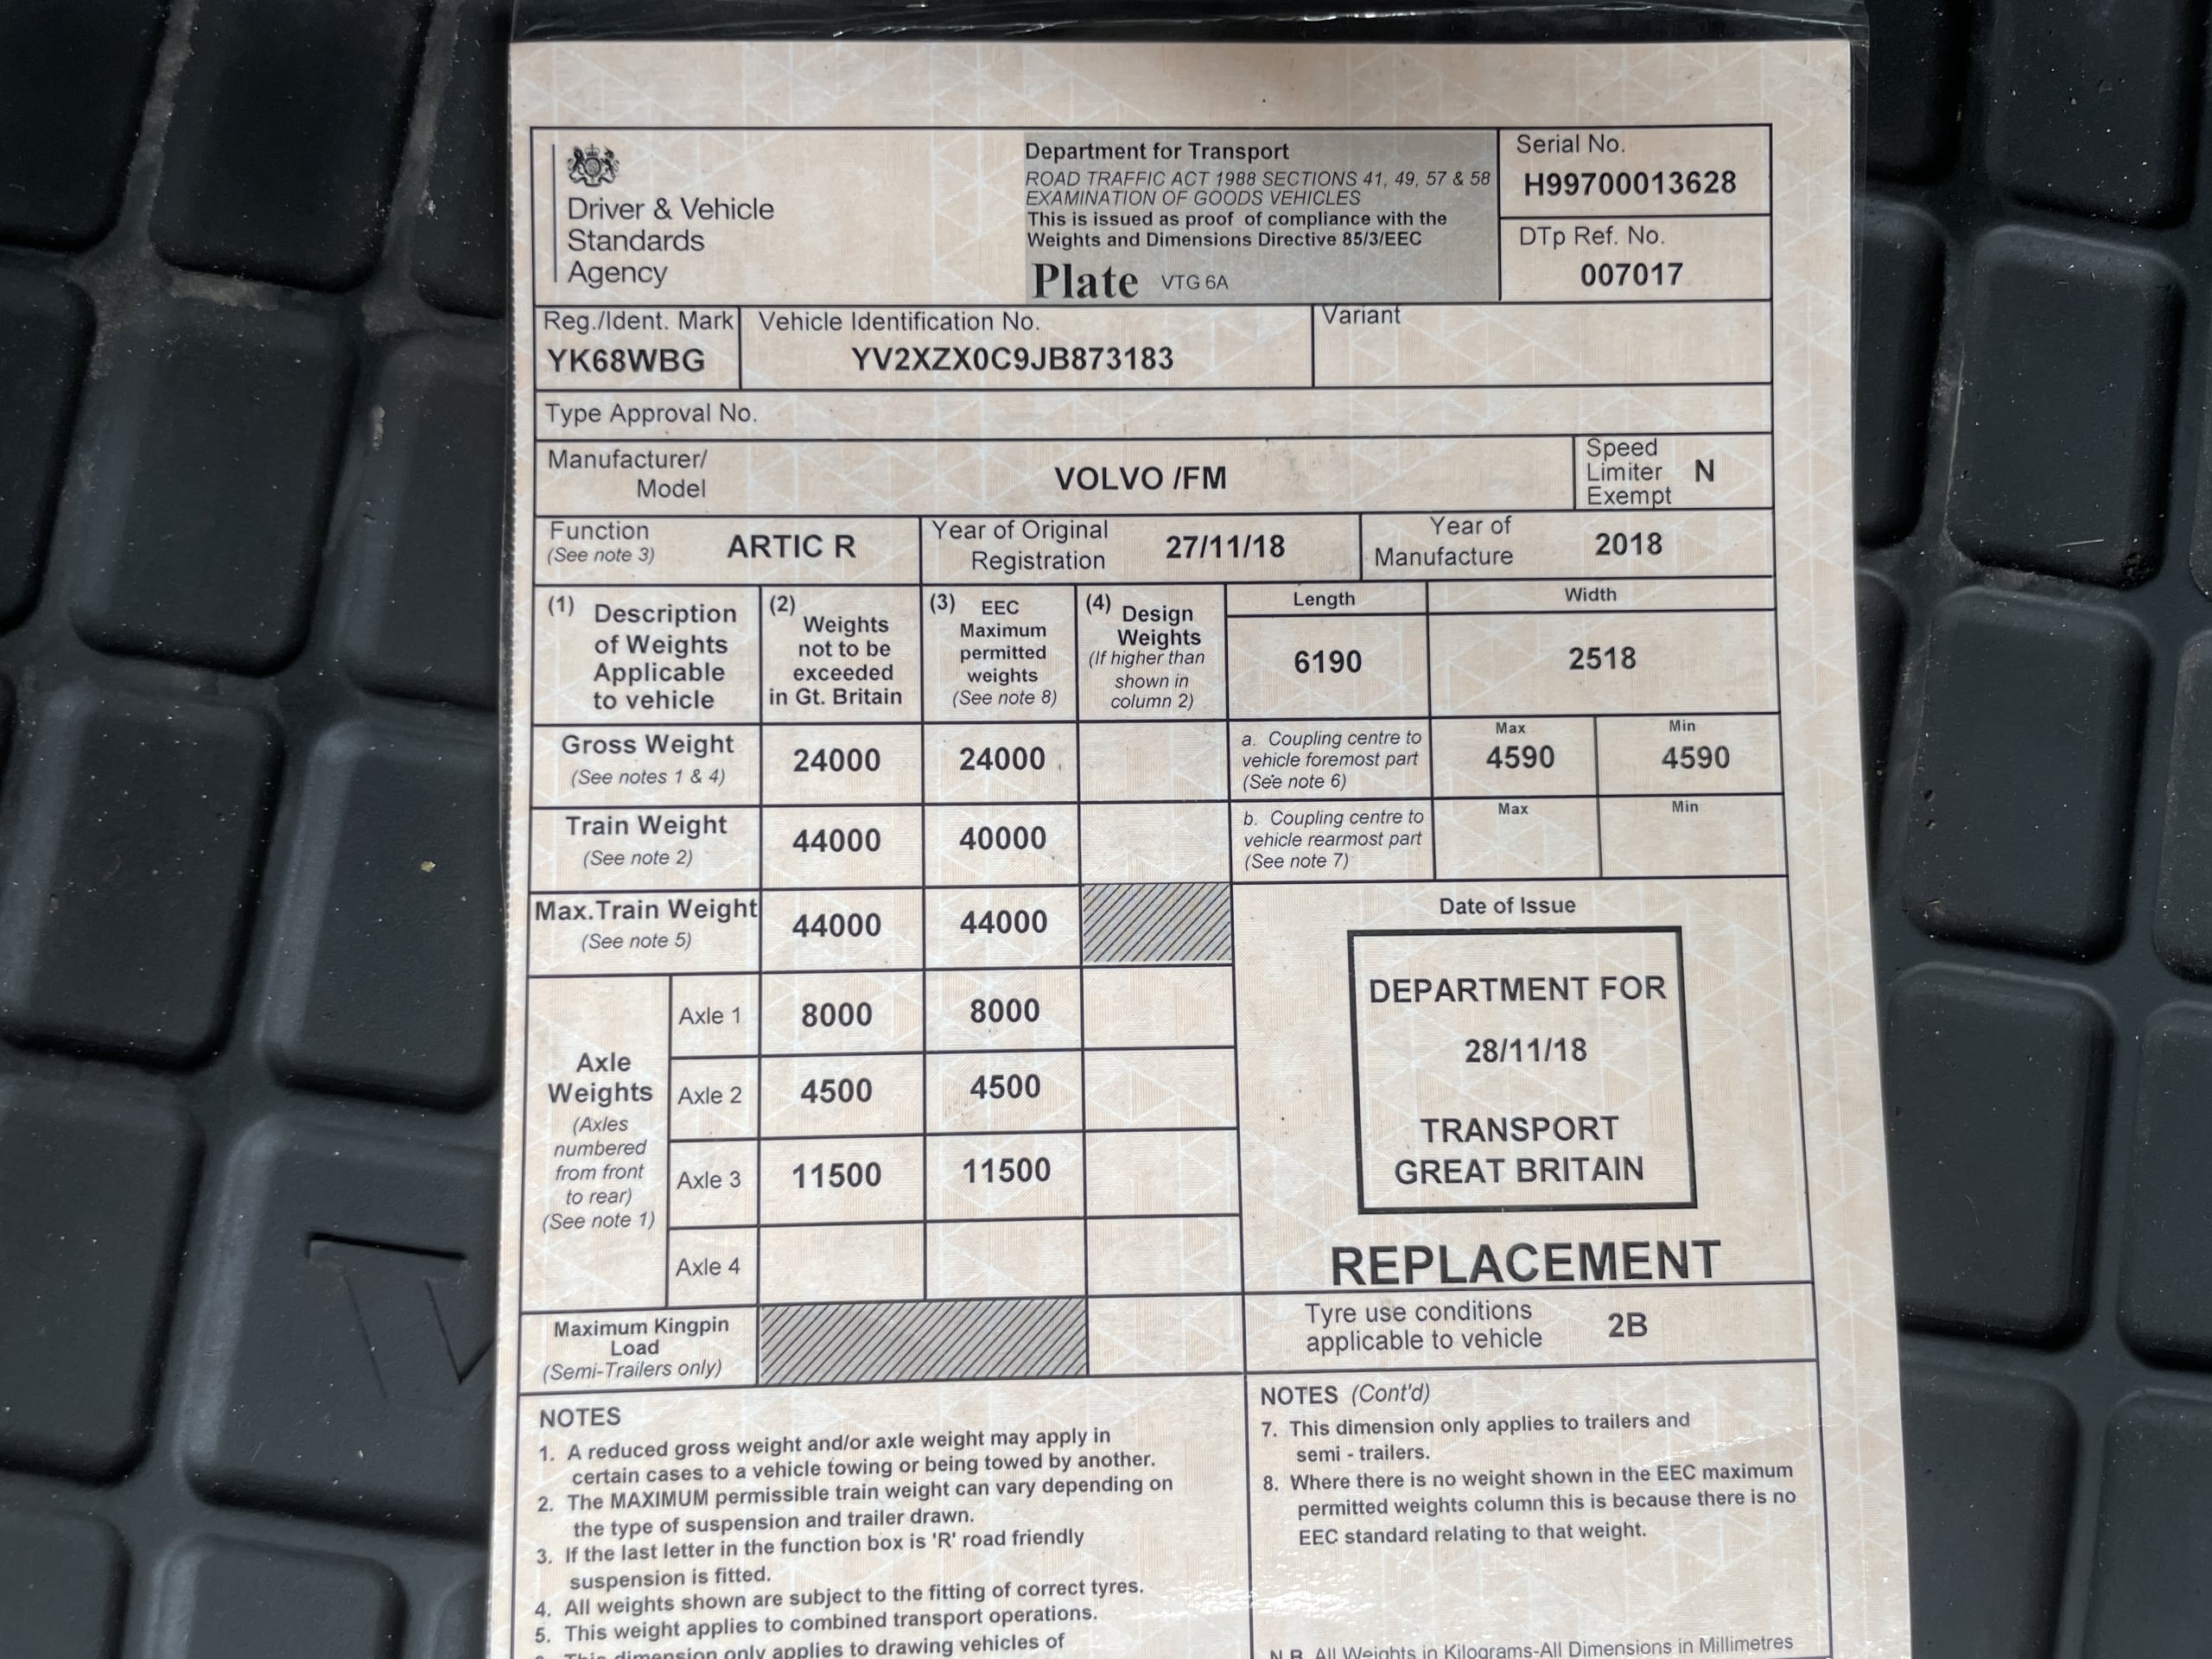 Driver & Vehicle
Standards
Agency
Department for Transport
ROAD TRAFFIC ACT 1988 SECTIONS 41, 49, 57 & 58
EXAMINATION OF GOODS VEHICLES
This is issued as proof of compliance with the
Weights and Dimensions Directive 85/3/EEC
Plate VTG 6A
Serial No.
H99700013628
DTp Ref. No.
007017
Reg./Ident. Mark
YK68WBG
Vehicle Identification No.
YV2XZX0C9JB873183
Variant
Type Approval No.
Manufacturer/
Model
VOLVO /FM
Speed
Limiter
Exempt
N
Function
(See note 3)
ARTIC R
Year of Original
Registration
27/11/18
Year of
Manufacture
2018
(1) Description
of Weights
Applicable
to vehicle
(2) Weights
not to be
exceeded
in Gt. Britain
(3) EEC
Maximum
permitted
weights
(See note 8)
(4) Design
Weights
(If higher than
shown in
column 2)
Length
6190
Width
2518
Gross Weight
(See notes 1 & 4)
24000
24000
a. Coupling centre to
vehicle foremost part
(See note 6)
Max
4590
Min
4590
Train Weight
(See note 2)
44000
40000
b. Coupling centre to
vehicle rearmost part
(See note 7)
Max
Min
Max.Train Weight
(See note 5)
44000
44000
Date of Issue
DEPARTMENT FOR
28/11/18
TRANSPORT
GREAT BRITAIN
REPLACEMENT
Axle
Weights
(Axles
numbered
from front
to rear)
(See note 1)
Axle 1
8000
8000
Axle 2
4500
4500
Axle 3
11500
11500
Axle 4
Maximum Kingpin
Load
(Semi-Trailers only)
Tyre use conditions
applicable to vehicle
2B
NOTES
1. A reduced gross weight and/or axle weight may apply in
certain cases to a vehicle towing or being towed by another.
2. The MAXIMUM permissible train weight can vary depending on
the type of suspension and trailer drawn.
3. If the last letter in the function box is 'R' road friendly
suspension is fitted.
4. All weights shown are subject to the fitting of correct tyres.
5. This weight applies to combined transport operations.
6. This dimension only applies to drawing vehicles of
NOTES (Cont'd)
7. This dimension only applies to trailers and
semi - trailers.
8. Where there is no weight shown in the EEC maximum
permitted weights column this is because there is no
EEC standard relating to that weight.
N.B. All Weights in Kilograms-All Dimensions in Millimetres